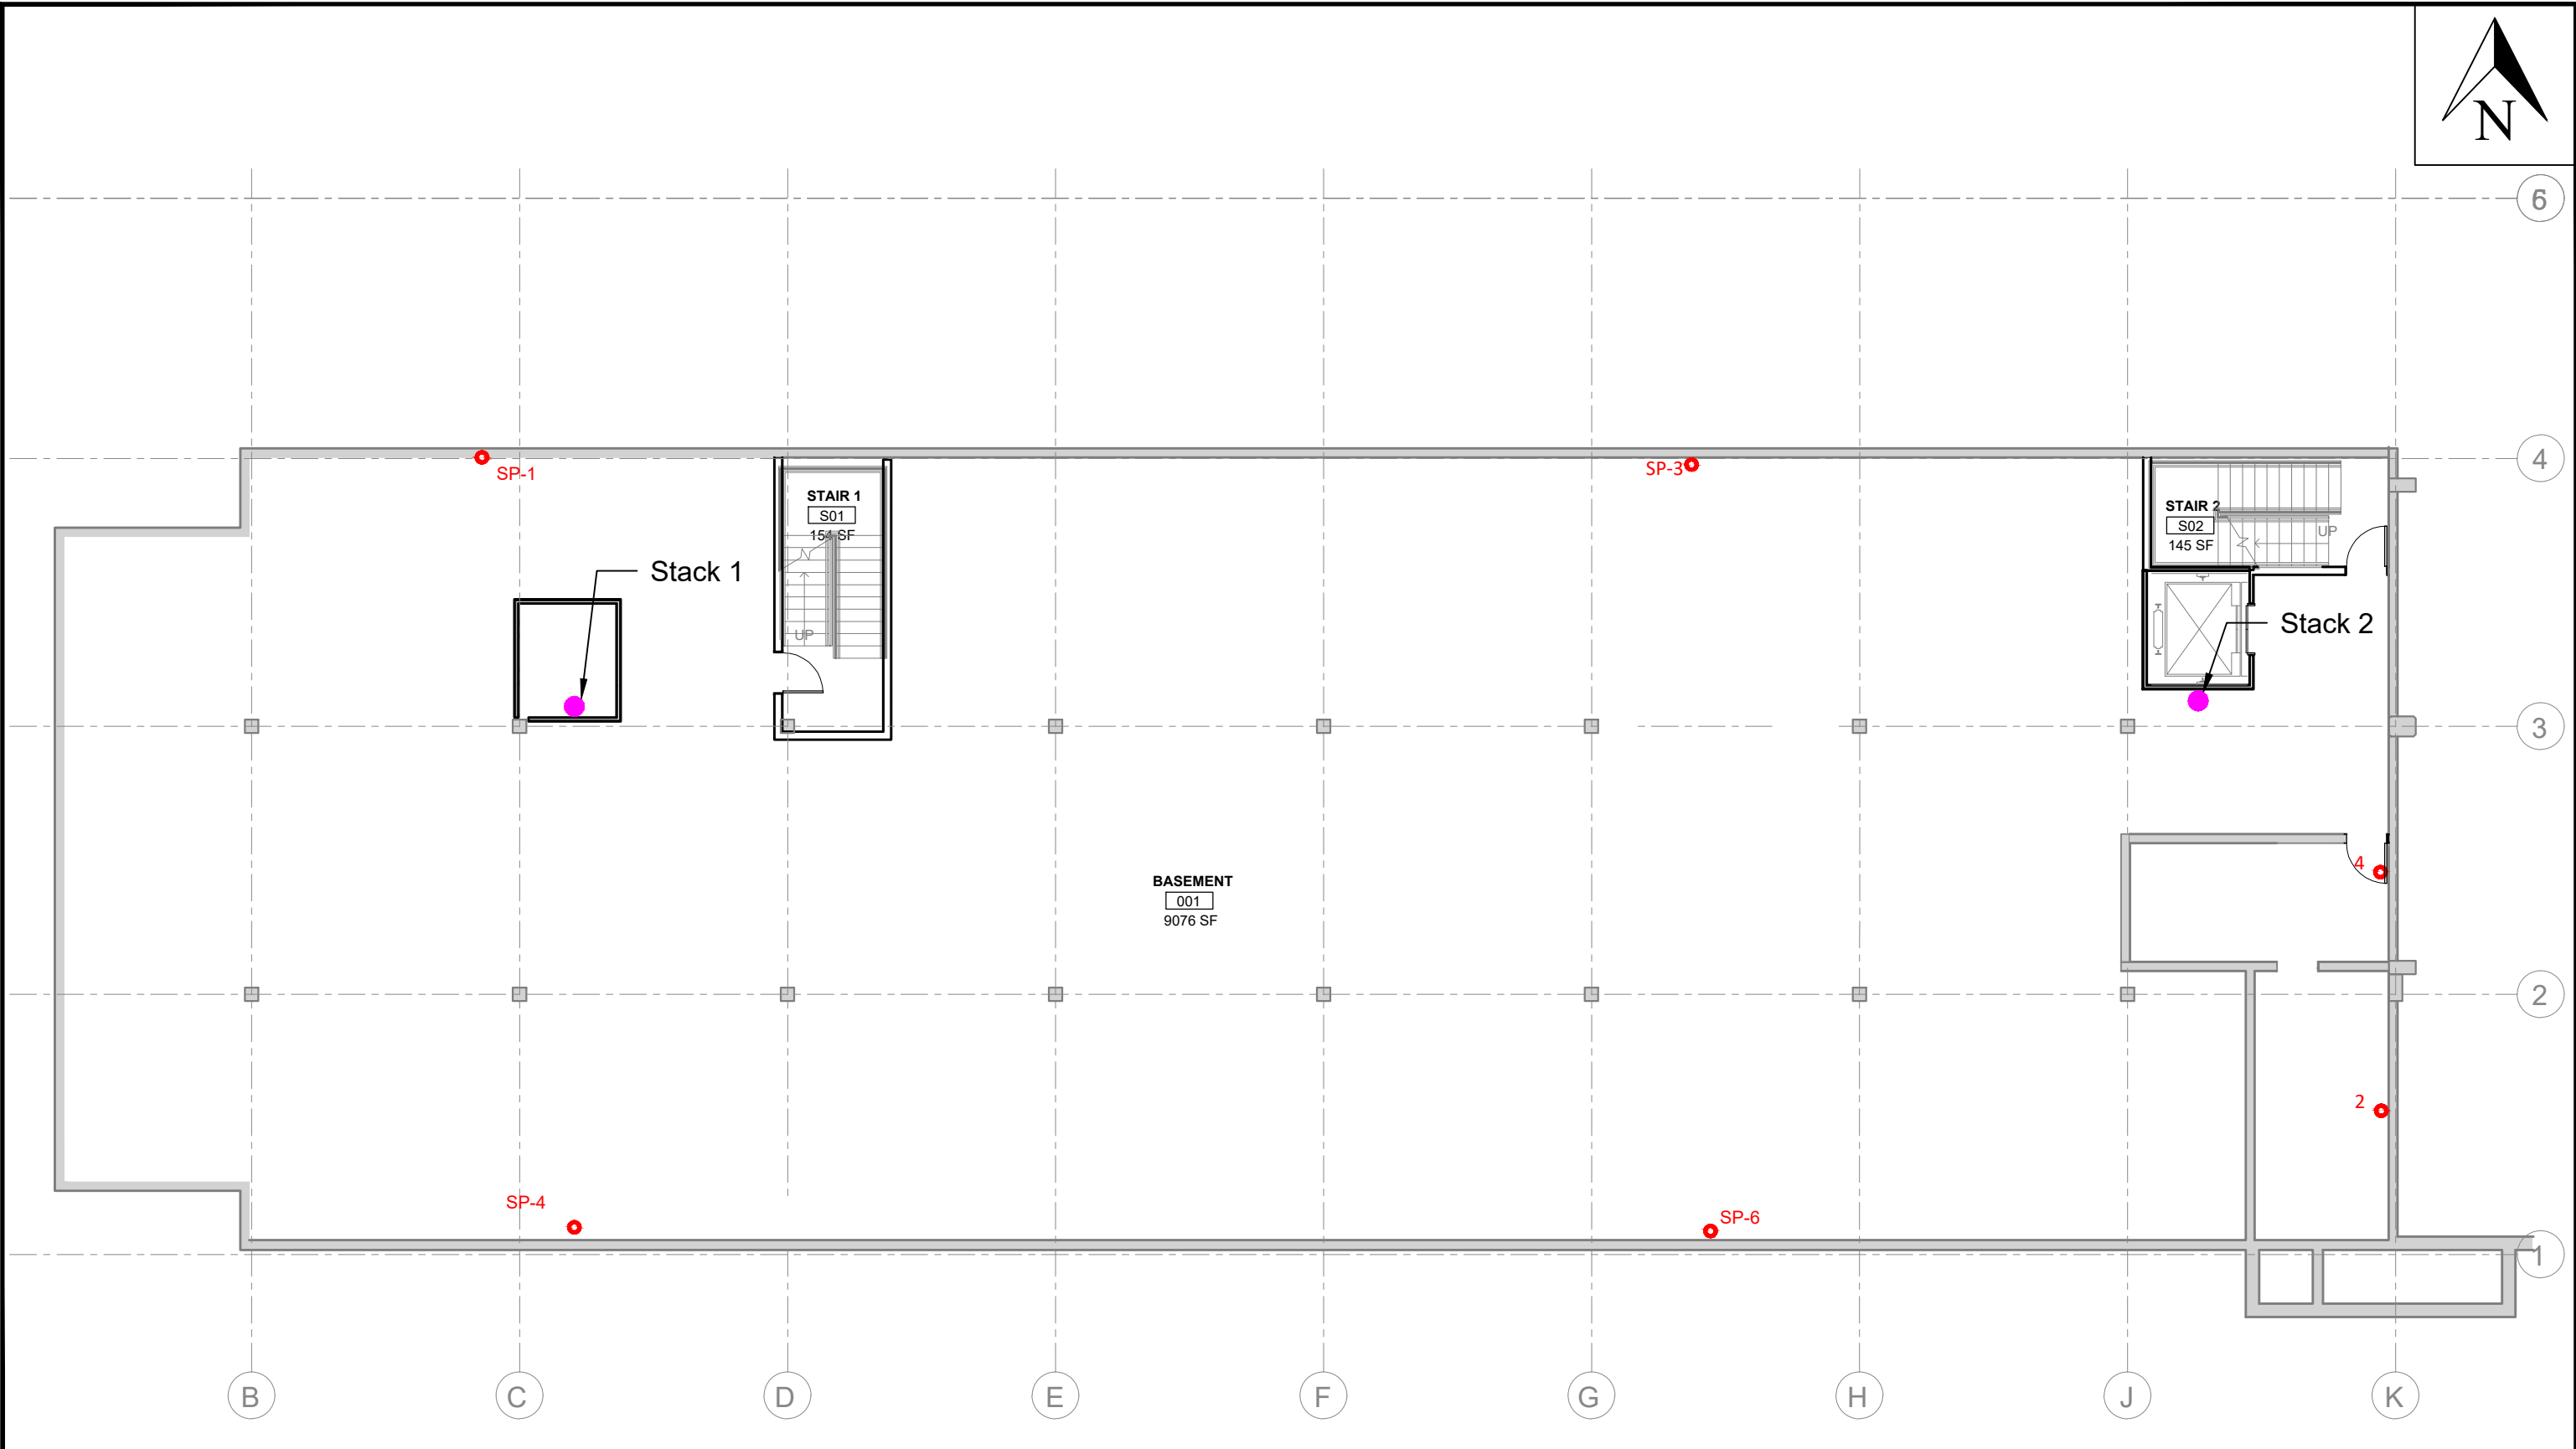 N
6
4
SP-1
SP-3
STAIR 1
S01
154 SF
UP
STAIR 2
S02
145 SF
UP
Stack 1
Stack 2
3
4
BASEMENT
001
9076 SF
2
2
SP-4
SP-6
1
B
C
D
E
F
G
H
J
K